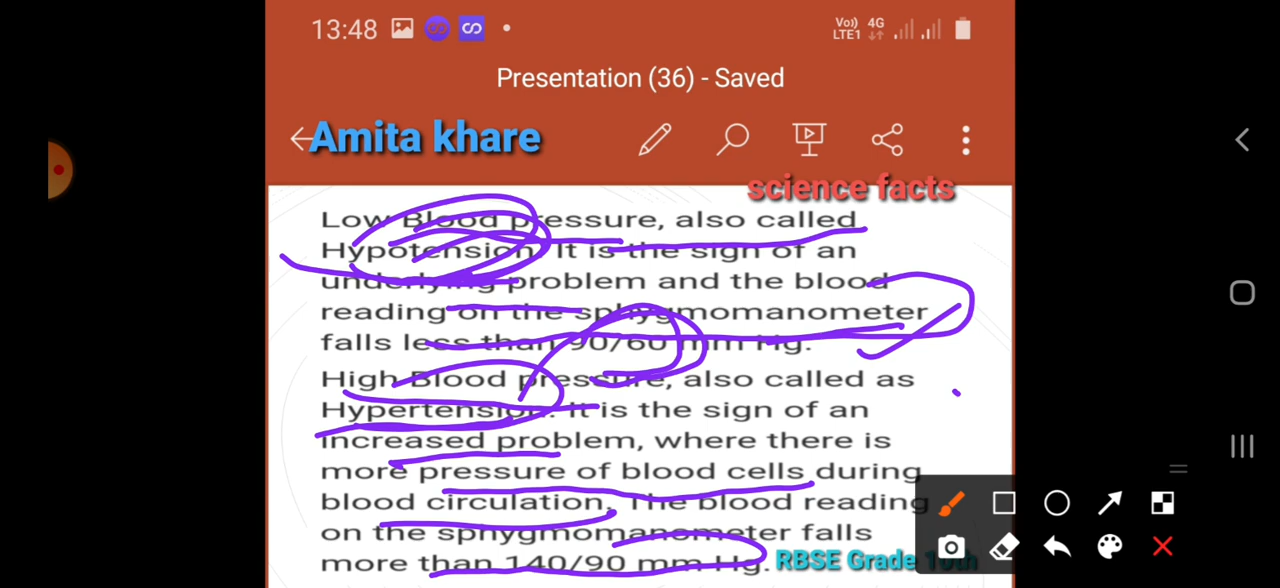 13:48
Vo)) 4G
LTE1
Presentation (36) - Saved
Amita khare
science facts
Low Blood pressure, also called
Hypotension. It is the sign of an
underlying problem and the blood
reading on the sphygmomanometer
falls less than 90/60 mm Hg.
High Blood pressure, also called as
Hypertension. It is the sign of an
increased problem, where there is
more pressure of blood cells during
blood circulation. The blood reading
on the sphygmomanometer falls
more than 140/90 mm Hg.
RBSE Grade 10th